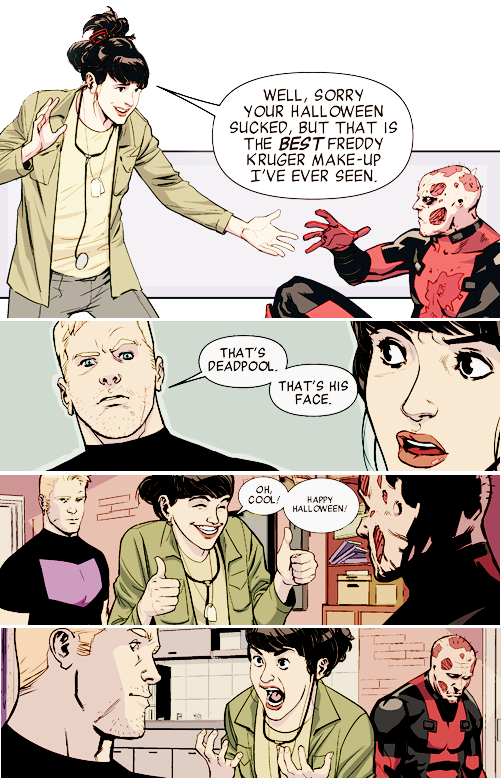 WELL, SORRY
YOUR HALLOWEEN
SUCKED, BUT THAT IS
THE BEST FREDDY
KRUGER MAKE-UP
I'VE EVER SEEN.
THAT'S
DEADPOOL.
THAT'S HIS
FACE.
OH,
COOL!
HAPPY
HALLOWEEN!